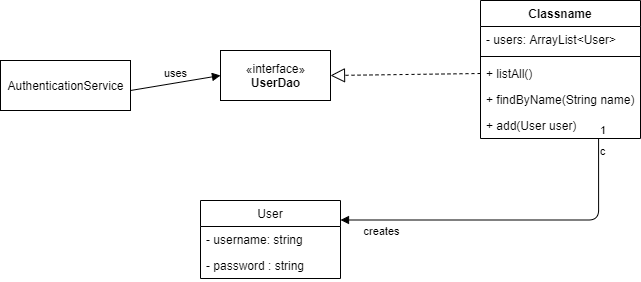 AuthenticationService
uses
«interface»
UserDao
Classname
- users: ArrayList<User>
+ listAll()
+ findByName(String name)
+ add(User user)
1
c
creates
User
- username: string
- password : string